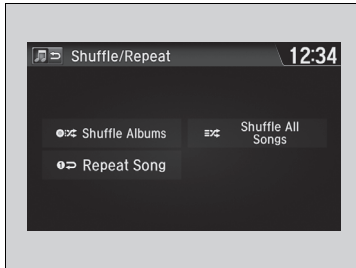 Shuffle/Repeat
12:34
Shuffle Albums
Shuffle All
Songs
Repeat Song